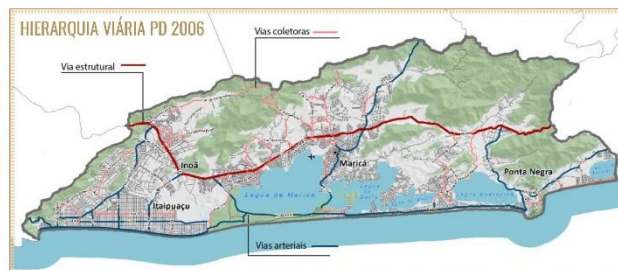 HIERARQUIA VIÁRIA PD 2006
Vias coletoras
Via estrutural
Inoã
Maricá
Ponta Negra
Itaipuaçu
Lagoa de Maricá
Vias arteriais